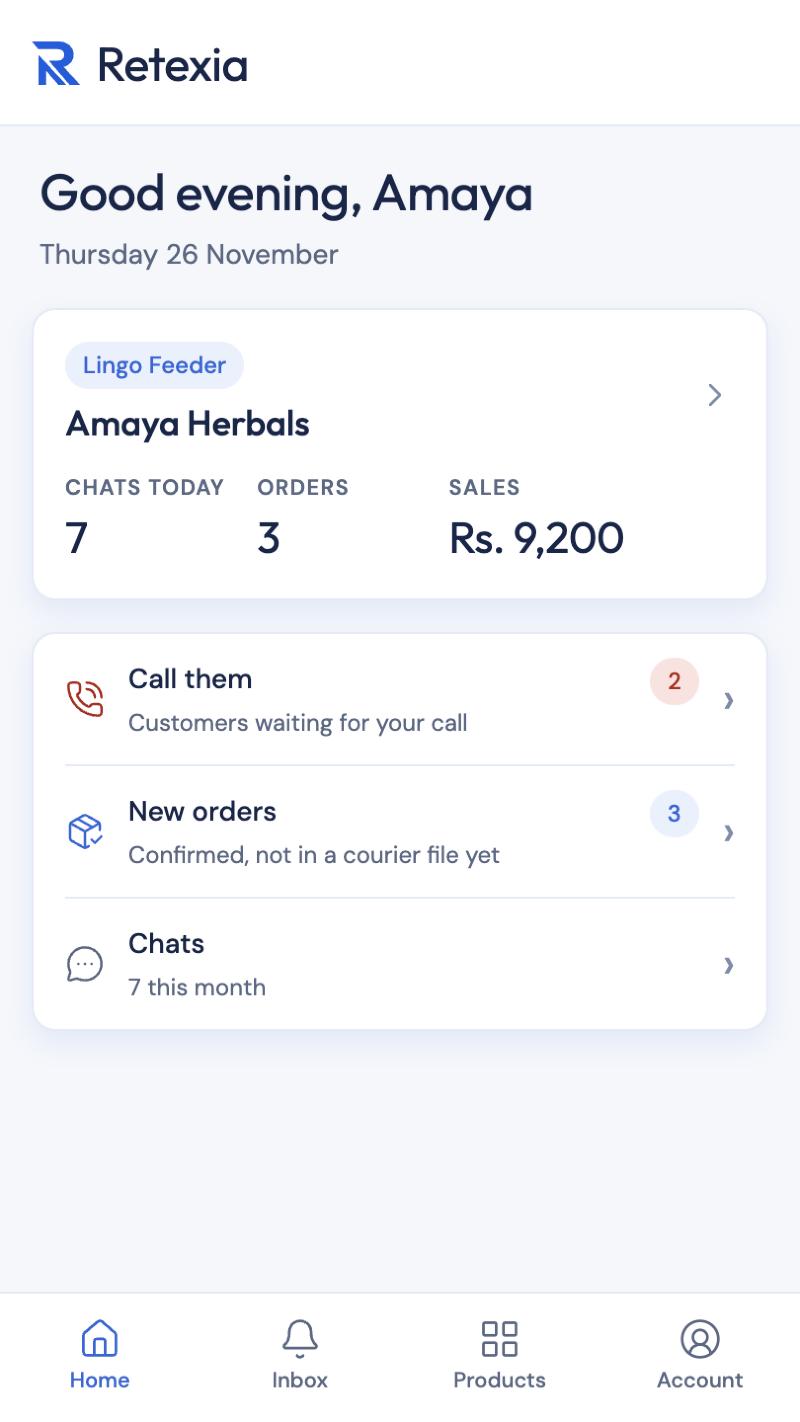 Retexia
Good evening, Amaya
Thursday 26 November
Lingo Feeder
Amaya Herbals
CHATS TODAY ORDERS SALES
7 3 Rs. 9,200
Call them 2
Customers waiting for your call
New orders 3
Confirmed, not in a courier file yet
Chats
7 this month
Home Inbox Products Account